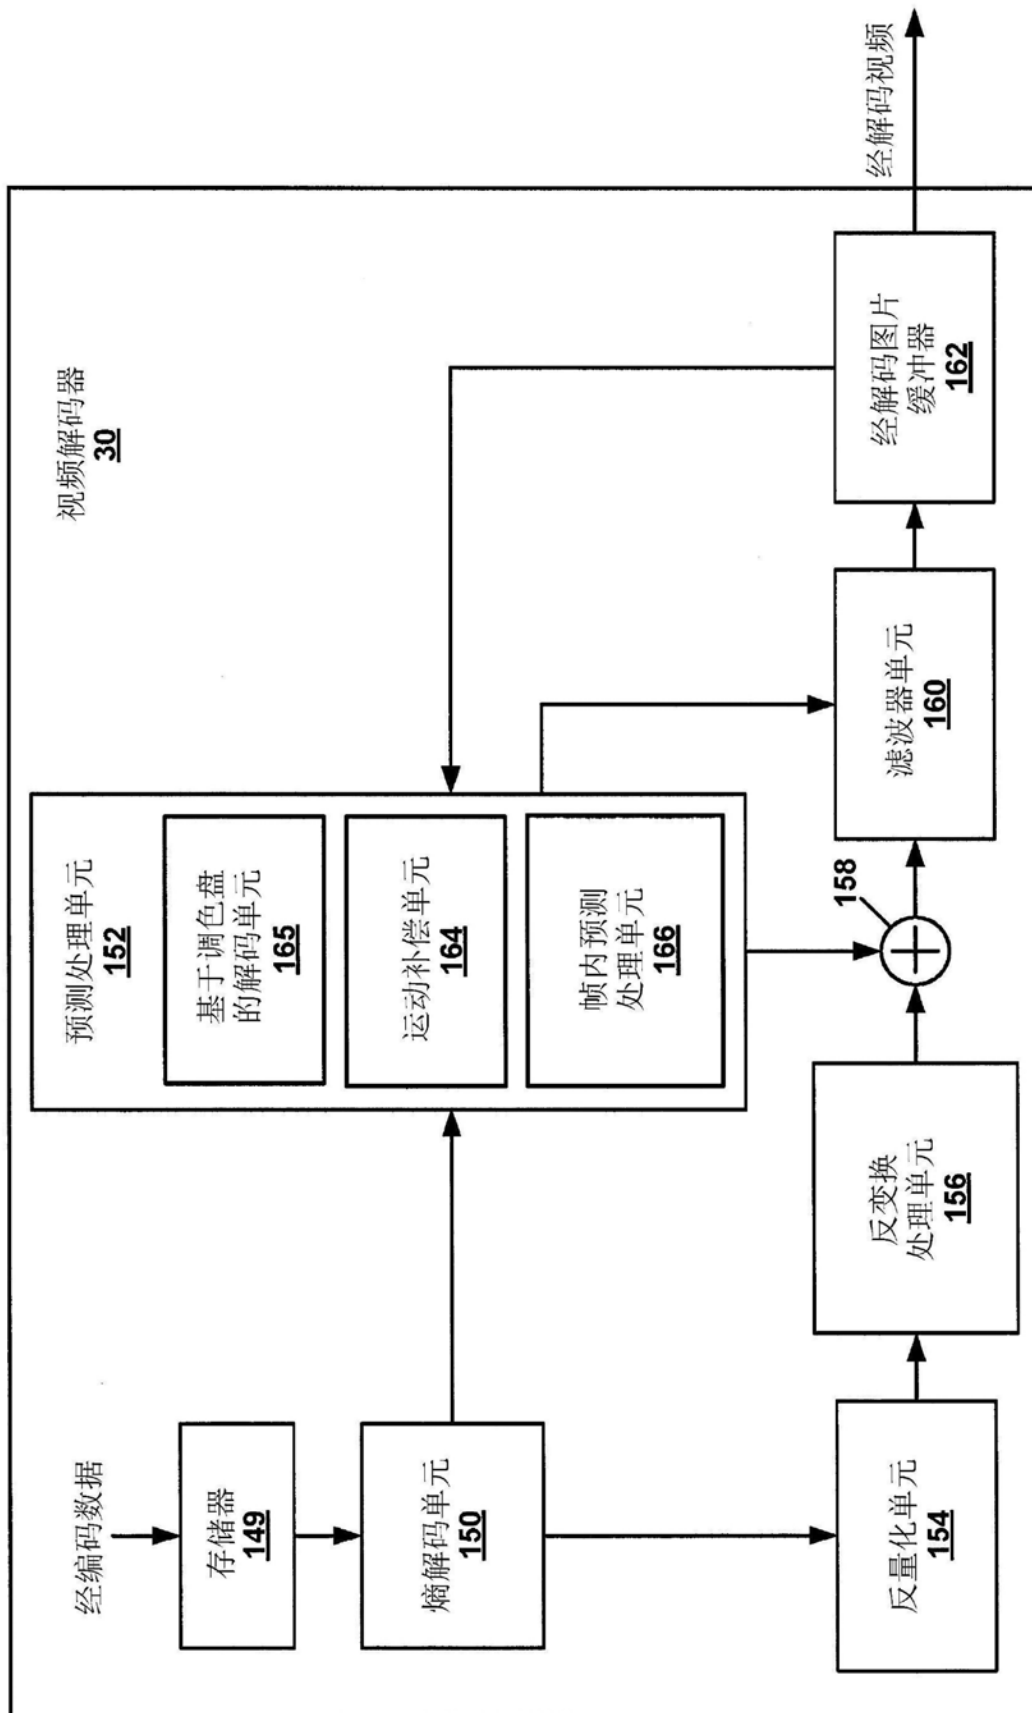 视频解码器
30
经编码数据
存储器
149
熵解码单元
150
预测处理单元
152
基于调色盘
的解码单元
165
运动补偿单元
164
帧内预测
处理单元
166
反量化单元
154
反变换
处理单元
156
158
滤波器单元
160
经解码图片
缓冲器
162
经解码视频